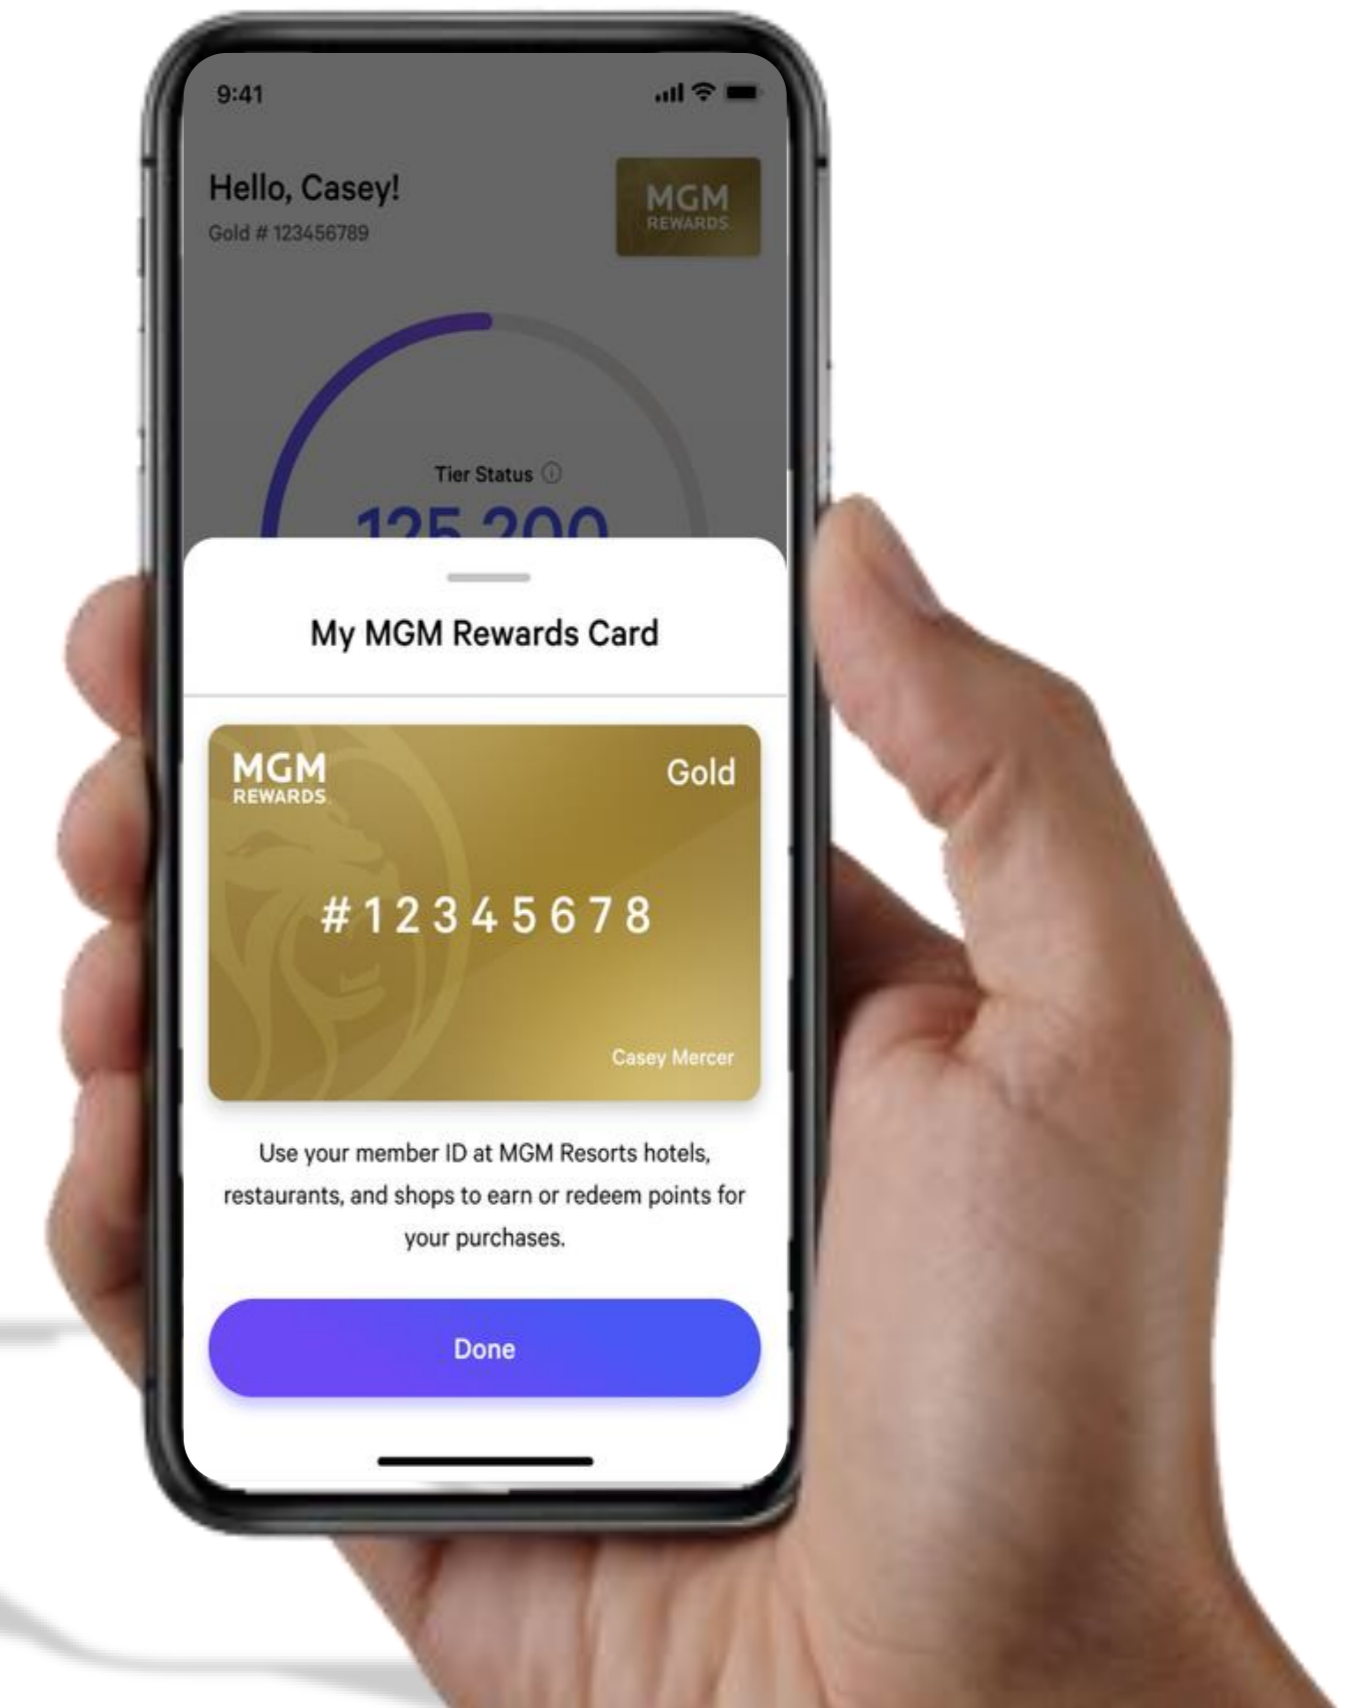 9:41
Hello, Casey!
Gold # 123456789
MGM
REWARDS
Tier Status
125,200
My MGM Rewards Card
MGM
REWARDS
Gold
#12345678
Casey Mercer
Use your member ID at MGM Resorts hotels,
restaurants, and shops to earn or redeem points for
your purchases.
Done